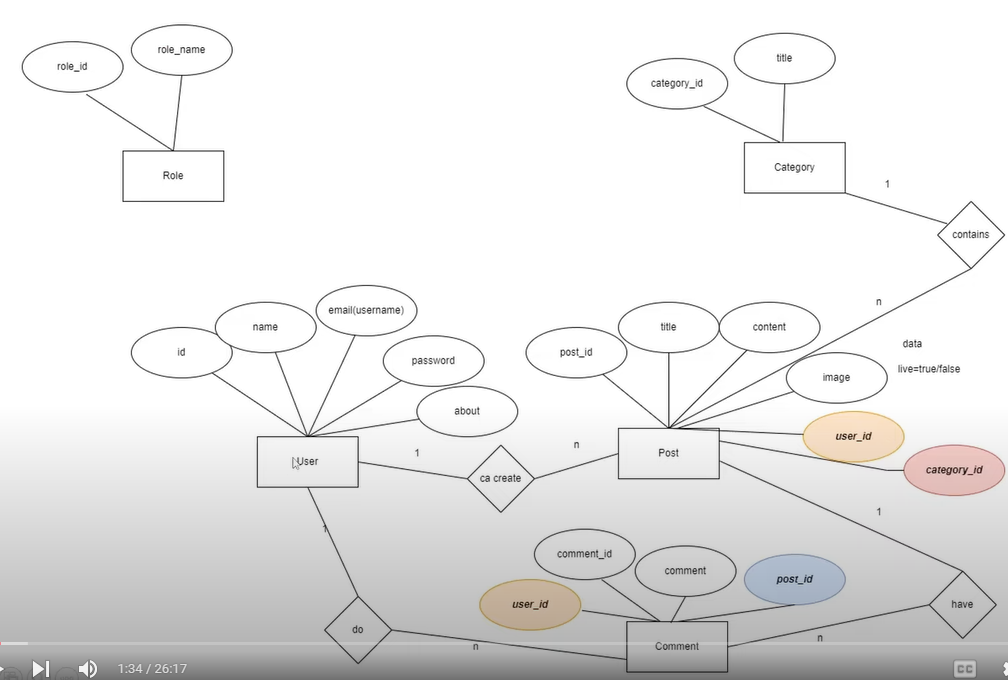 role_id
role_name
Role
category_id
title
Category
1
contains
n
id
name
email(username)
password
about
User
1
ca create
n
post_id
title
content
image
data
live=true/false
user_id
category_id
Post
1
1
do
n
user_id
comment_id
comment
post_id
Comment
have
n
1:34 / 26:17
CC